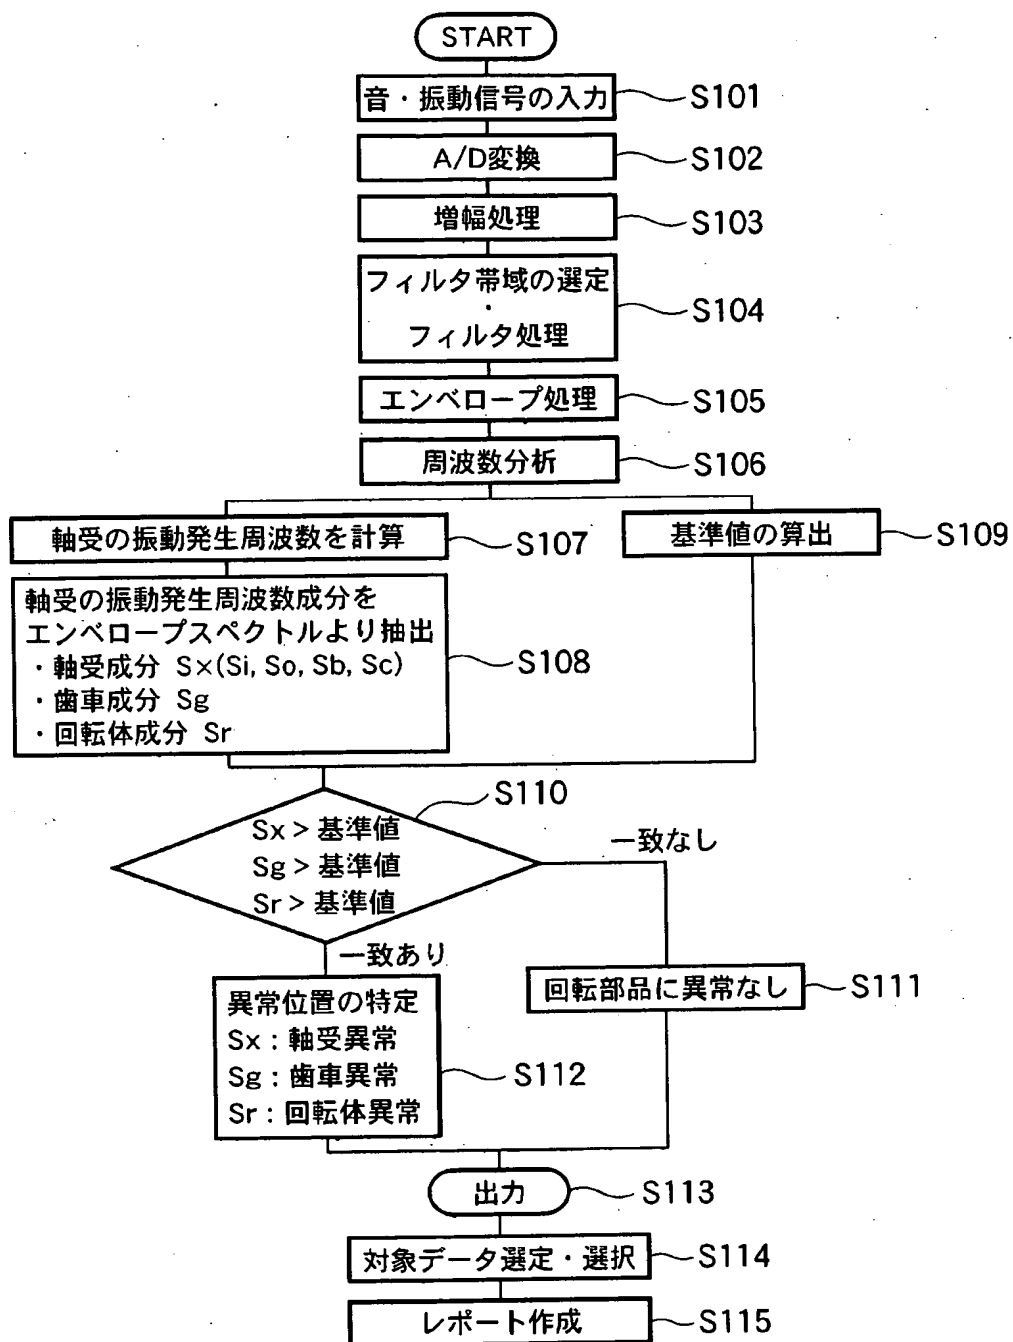 START
音・振動信号の入力 S101
A/D変換 S102
増幅処理 S103
フィルタ帯域の選定
・
フィルタ処理
S104
エンベロープ処理 S105
周波数分析 S106
軸受の振動発生周波数を計算 S107
基準値の算出 S109
軸受の振動発生周波数成分を
エンベロープスペクトルより抽出
・軸受成分 Sx(Si, So, Sb, Sc)
・歯車成分 Sg
・回転体成分 Sr
S108
S110
Sx > 基準値
Sg > 基準値
Sr > 基準値
一致なし
一致あり
回転部品に異常なし S111
異常位置の特定
Sx : 軸受異常
Sg : 歯車異常
Sr : 回転体異常
S112
出力 S113
対象データ選定・選択 S114
レポート作成 S115